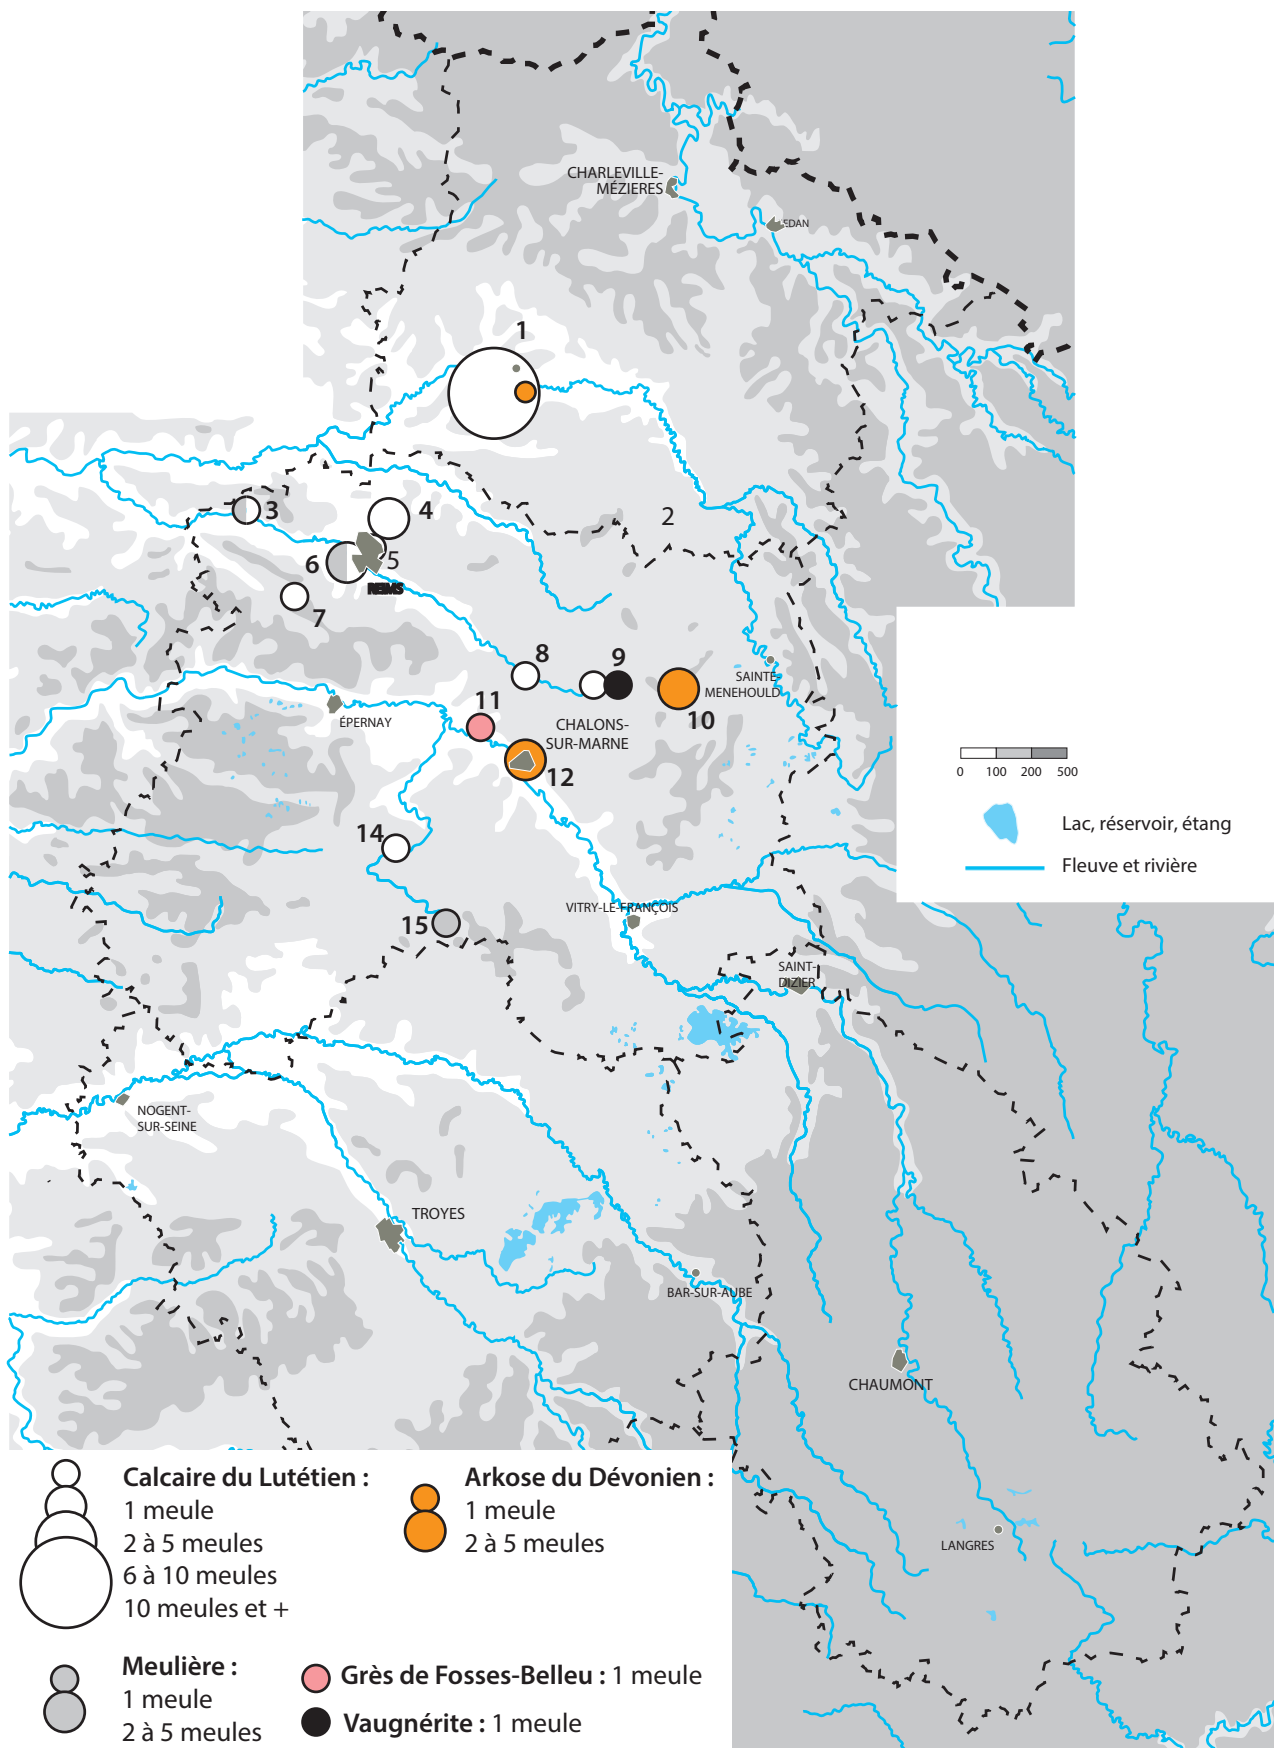 CHARLEVILLE-
MÉZIERES
EDAN
1
2
3
4
5
6
REIMS
7
8
9
SAINTE-
MENEHOULD
10
11
CHALONS-
SUR-MARNE
ÉPERNAY
12
0 100 200 500
Lac, réservoir, étang
Fleuve et rivière
14
15
VITRY-LE-FRANÇOIS
SAINT-
DIZIER
NOGENT-
SUR-SEINE
TROYES
BAR-SUR-AUBE
CHAUMONT
LANGRES
Calcaire du Lutétien :
1 meule
2 à 5 meules
6 à 10 meules
10 meules et +
Arkose du Dévonien :
1 meule
2 à 5 meules
Meulière :
1 meule
2 à 5 meules
Grès de Fosses-Belleu : 1 meule
Vaugnérite : 1 meule